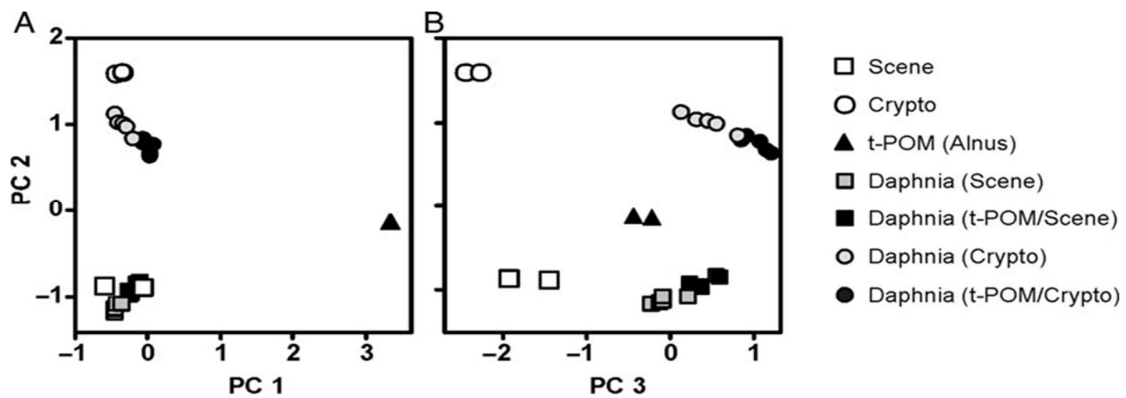 A
B
2
1
0
−1
PC 2
−1 0 1 2 3
PC 1
−2 −1 0 1
PC 3
Scene
Crypto
t-POM (Alnus)
Daphnia (Scene)
Daphnia (t-POM/Scene)
Daphnia (Crypto)
Daphnia (t-POM/Crypto)